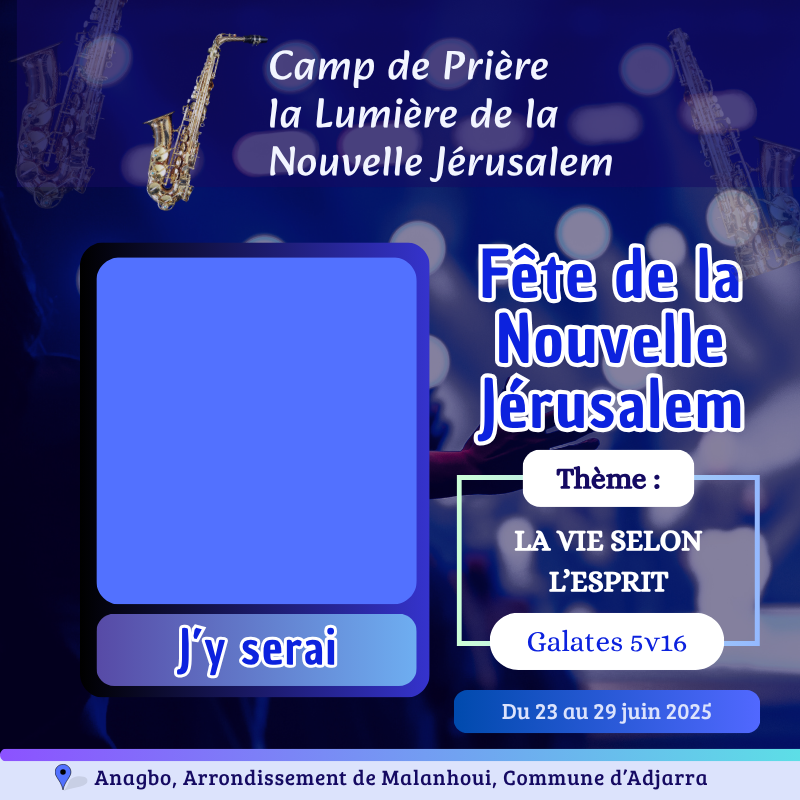 Camp de Prière
la Lumière de la
Nouvelle Jérusalem
Fête de la
Nouvelle
Jérusalem
Thème :
LA VIE SELON
L’ESPRIT
Galates 5v16
J’y serai
Du 23 au 29 juin 2025
Anagbo, Arrondissement de Malanhoui, Commune d’Adjarra